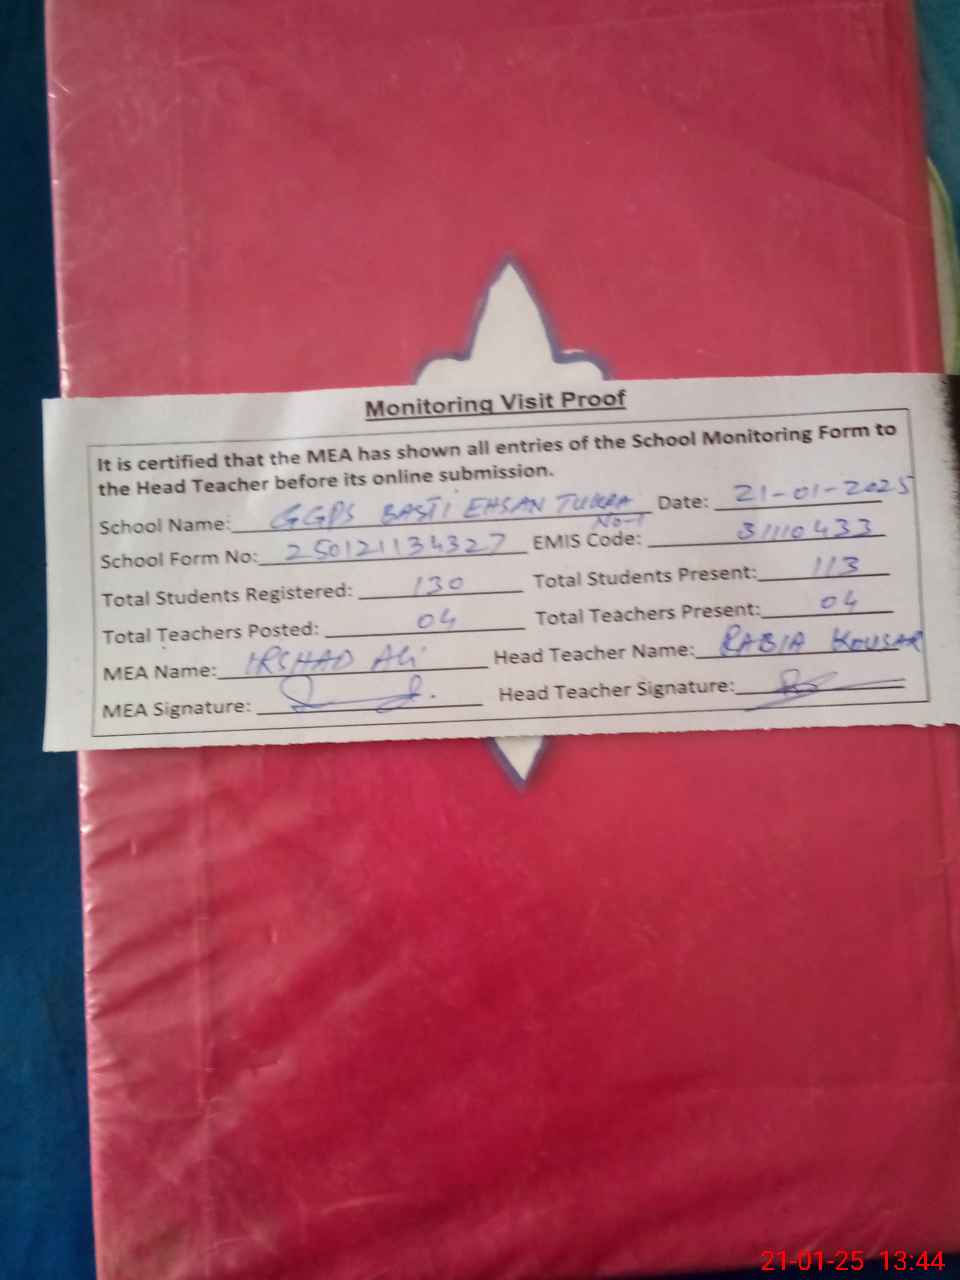 Monitoring Visit Proof
It is certified that the MEA has shown all entries of the School Monitoring Form to
the Head Teacher before its online submission.
School Name: GGPS BASTI EHSAN TUKRA No-1 Date: 21-01-2025
School Form No: 250121134327 EMIS Code: 31110433
Total Students Registered: 130 Total Students Present: 113
Total Teachers Posted: 04 Total Teachers Present: 04
MEA Name: IRSHAD Ali Head Teacher Name: RABIA KOUSAR
MEA Signature: Head Teacher Signature:
21-01-25 13:44